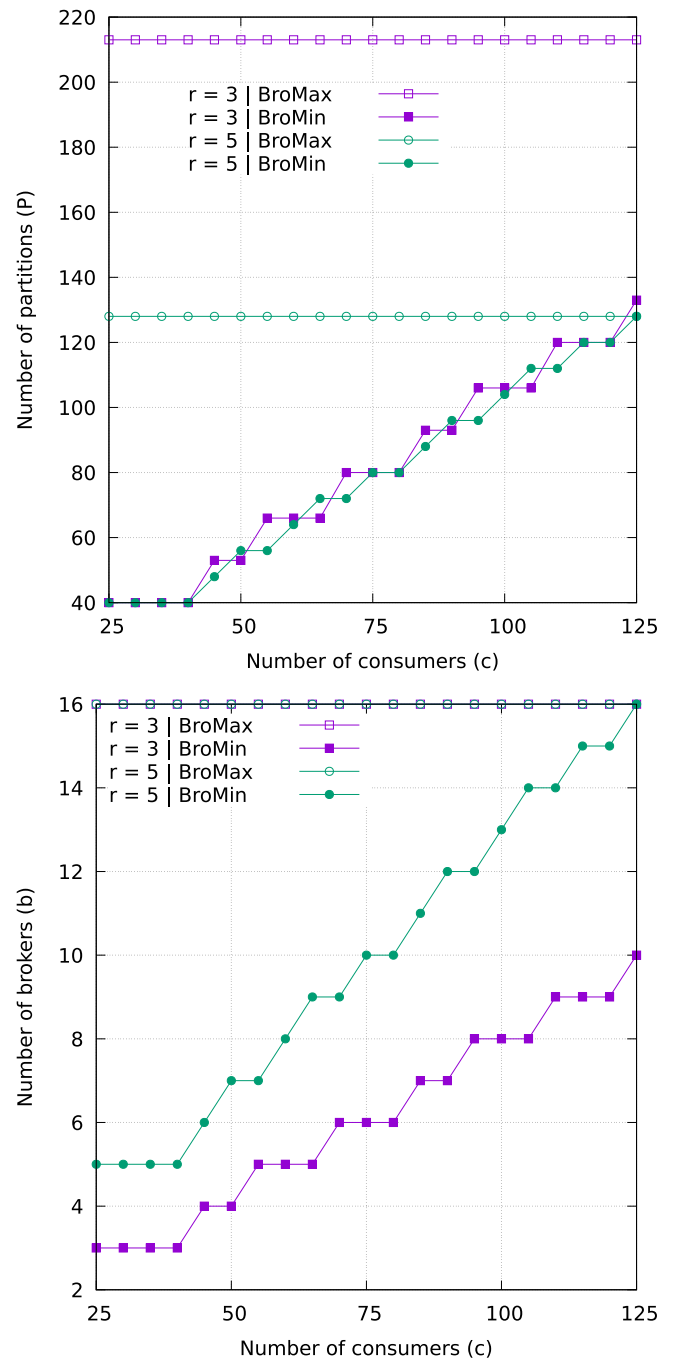 220
200
180
160
140
120
100
80
60
40
Number of partitions (P)
r = 3 | BroMax
r = 3 | BroMin
r = 5 | BroMax
r = 5 | BroMin
25 50 75 100 125
Number of consumers (c)
16
14
12
10
8
6
4
2
Number of brokers (b)
r = 3 | BroMax
r = 3 | BroMin
r = 5 | BroMax
r = 5 | BroMin
25 50 75 100 125
Number of consumers (c)